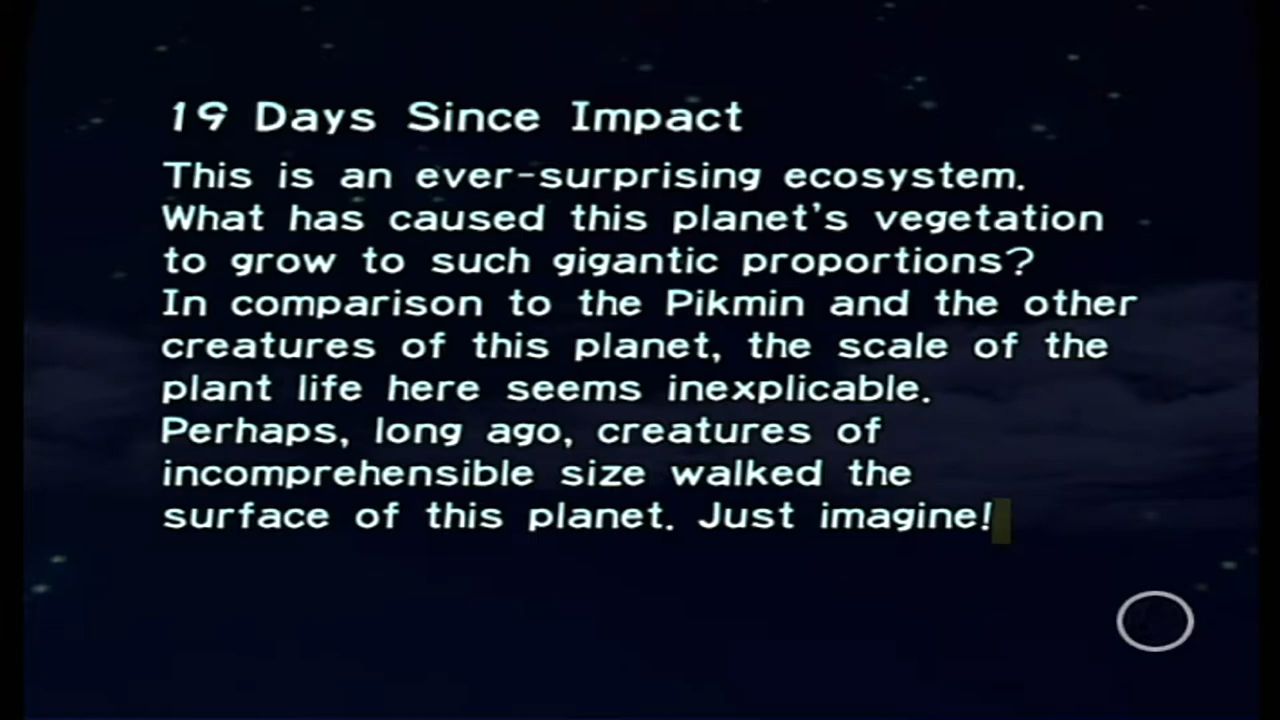 19 Days Since Impact
This is an ever-surprising ecosystem.
What has caused this planet's vegetation
to grow to such gigantic proportions?
In comparison to the Pikmin and the other
creatures of this planet, the scale of the
plant life here seems inexplicable.
Perhaps, long ago, creatures of
incomprehensible size walked the
surface of this planet. Just imagine!